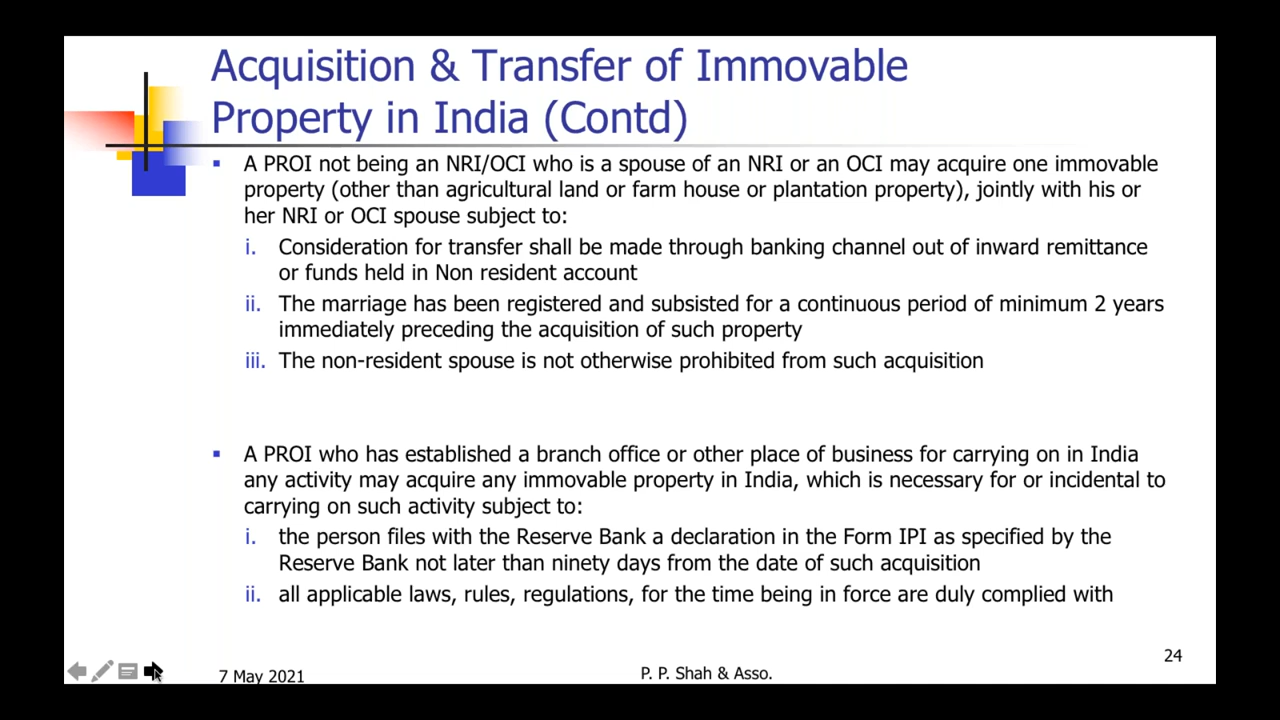 Acquisition & Transfer of Immovable
Property in India (Contd)
A PROI not being an NRI/OCI who is a spouse of an NRI or an OCI may acquire one immovable
property (other than agricultural land or farm house or plantation property), jointly with his or
her NRI or OCI spouse subject to:
i. Consideration for transfer shall be made through banking channel out of inward remittance
or funds held in Non resident account
ii. The marriage has been registered and subsisted for a continuous period of minimum 2 years
immediately preceding the acquisition of such property
iii. The non-resident spouse is not otherwise prohibited from such acquisition
A PROI who has established a branch office or other place of business for carrying on in India
any activity may acquire any immovable property in India, which is necessary for or incidental to
carrying on such activity subject to:
i. the person files with the Reserve Bank a declaration in the Form IPI as specified by the
Reserve Bank not later than ninety days from the date of such acquisition
ii. all applicable laws, rules, regulations, for the time being in force are duly complied with
24
7 May 2021
P. P. Shah & Asso.